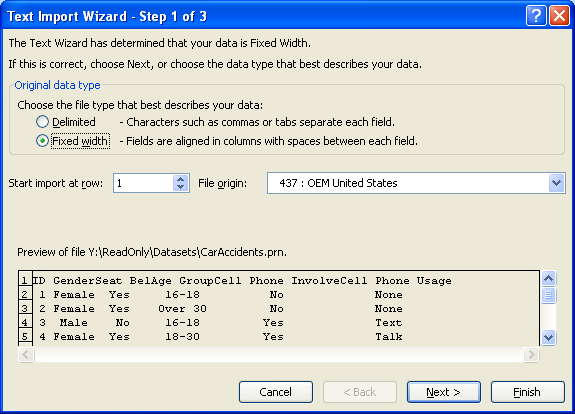 Text Import Wizard - Step 1 of 3
The Text Wizard has determined that your data is Fixed Width.
If this is correct, choose Next, or choose the data type that best describes your data.
Original data type
Choose the file type that best describes your data:
Delimited - Characters such as commas or tabs separate each field.
Fixed width - Fields are aligned in columns with spaces between each field.
Start import at row: 1 File origin: 437 : OEM United States
Preview of file Y:\ReadOnly\Datasets\CarAccidents.prn.
1 ID GenderSeat BelAge GroupCell Phone InvolveCell Phone Usage
2 1 Female Yes 16-18 No None
3 2 Female Yes Over 30 No None
4 3 Male No 16-18 Yes Text
5 4 Female Yes 18-30 Yes Talk
Cancel < Back Next > Finish